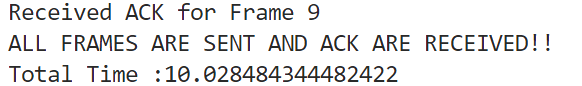 Received ACK for Frame 9
ALL FRAMES ARE SENT AND ACK ARE RECEIVED!!
Total Time :10.028484344482422